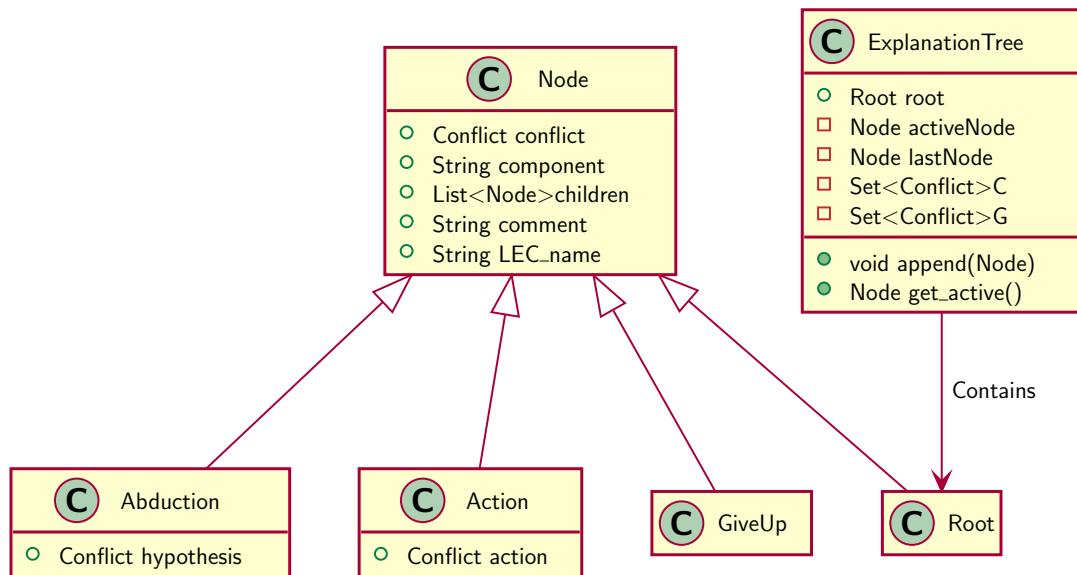 C Node
Conflict conflict
String component
List<Node>children
String comment
String LEC_name
C ExplanationTree
Root root
Node activeNode
Node lastNode
Set<Conflict>C
Set<Conflict>G
void append(Node)
Node get_active()
Contains
C Abduction
Conflict hypothesis
C Action
Conflict action
C GiveUp
C Root